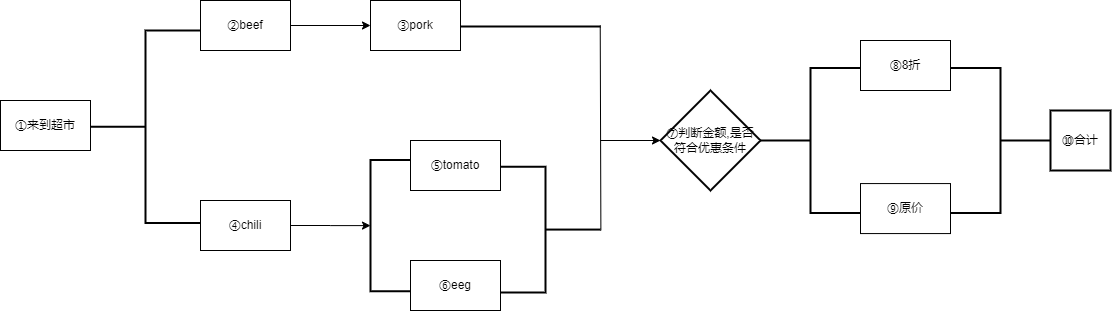 ①来到超市
②beef
③pork
④chili
⑤tomato
⑥eeg
⑦判断金额,是否
符合优惠条件
⑧8折
⑨原价
⑩合计